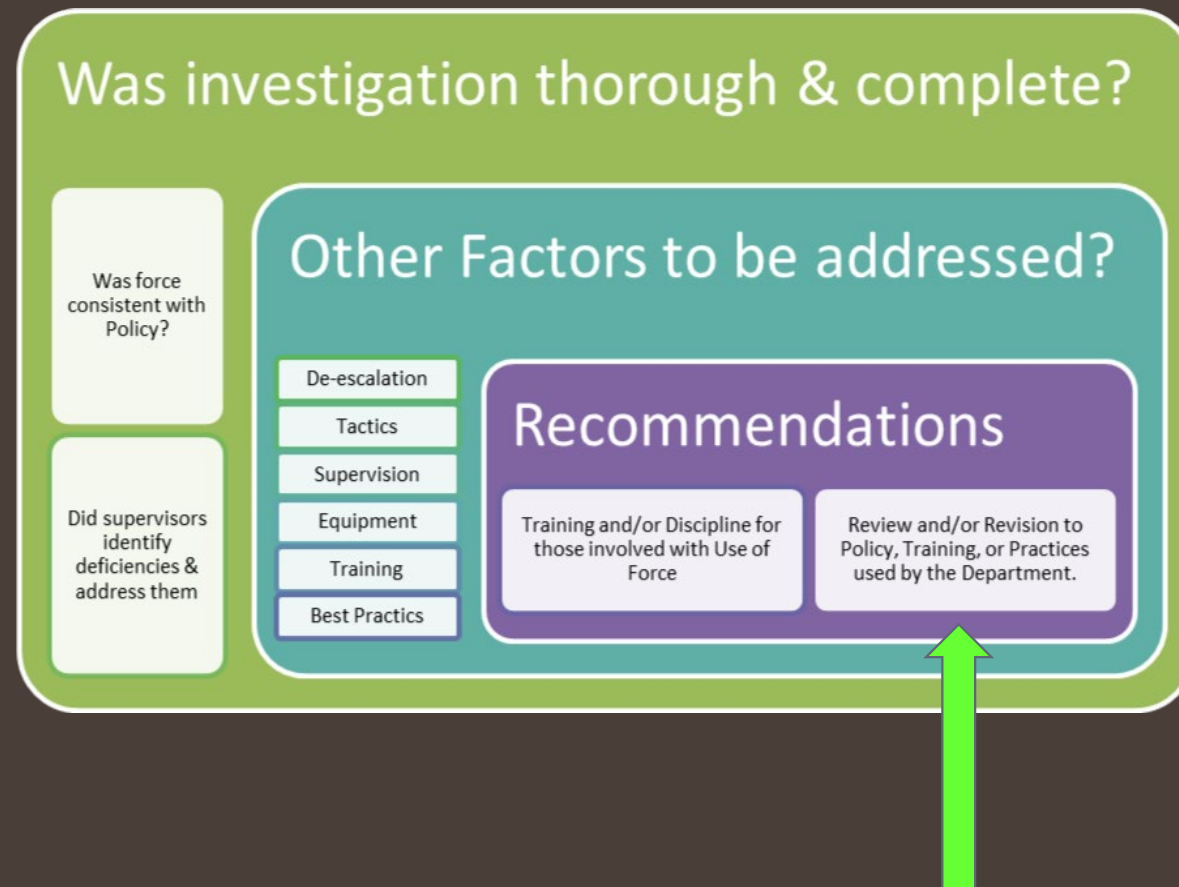 Was investigation thorough & complete?
Was force
consistent with
Policy?
Did supervisors
identify
deficiencies &
address them
Other Factors to be addressed?
De-escalation
Tactics
Supervision
Equipment
Training
Best Practics
Recommendations
Training and/or Discipline for
those involved with Use of
Force
Review and/or Revision to
Policy, Training, or Practices
used by the Department.